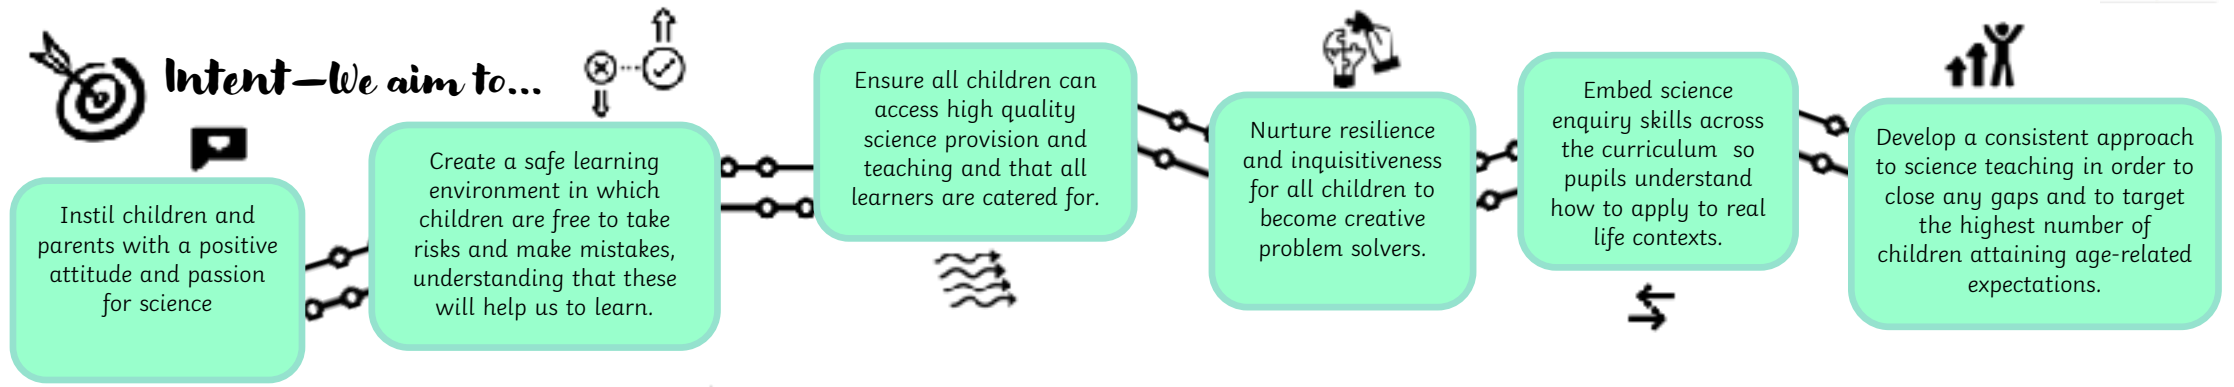 Intent—We aim to...
Instil children and
parents with a positive
attitude and passion
for science
Create a safe learning
environment in which
children are free to take
risks and make mistakes,
understanding that these
will help us to learn.
Ensure all children can
access high quality
science provision and
teaching and that all
learners are catered for.
Nurture resilience
and inquisitiveness
for all children to
become creative
problem solvers.
Embed science
enquiry skills across
the curriculum  so
pupils understand
how to apply to real
life contexts.
Develop a consistent approach
to science teaching in order to
close any gaps and to target
the highest number of
children attaining age-related
expectations.